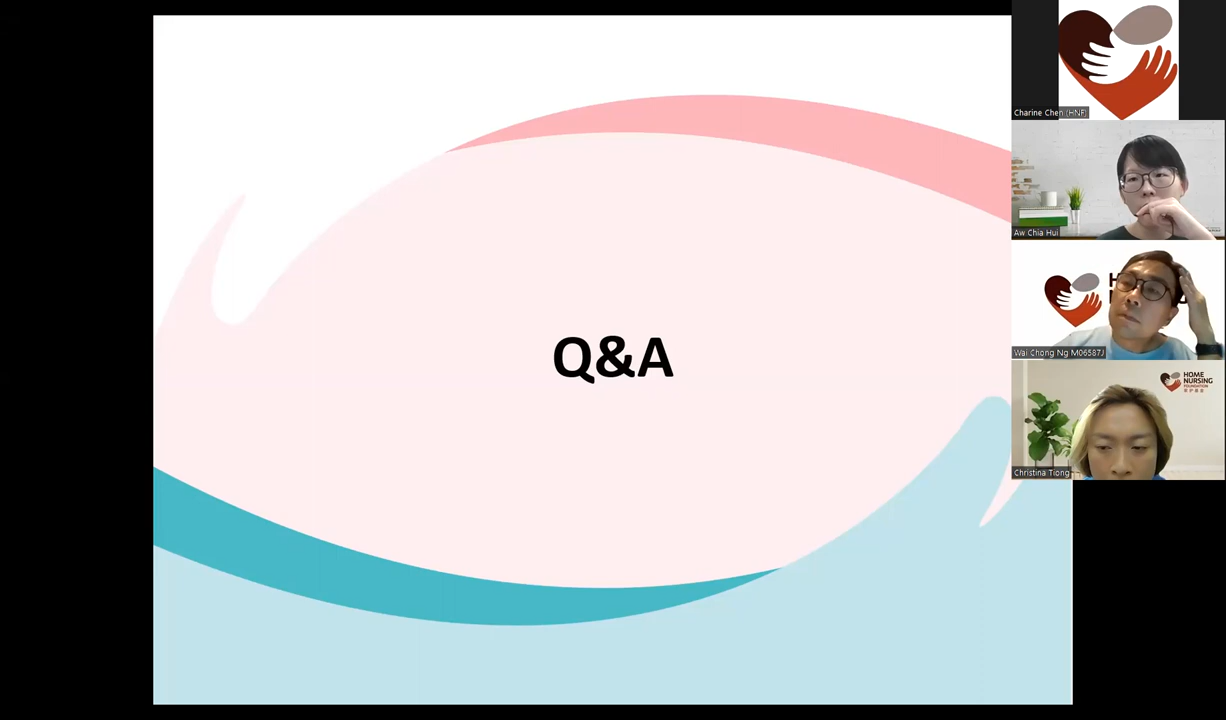 Q&A
Charine Chen (HNF)
Aw Chia Hui
Wai Chong Ng M06587J
HOME
NURSING
FOUNDATION
Christina Tiong